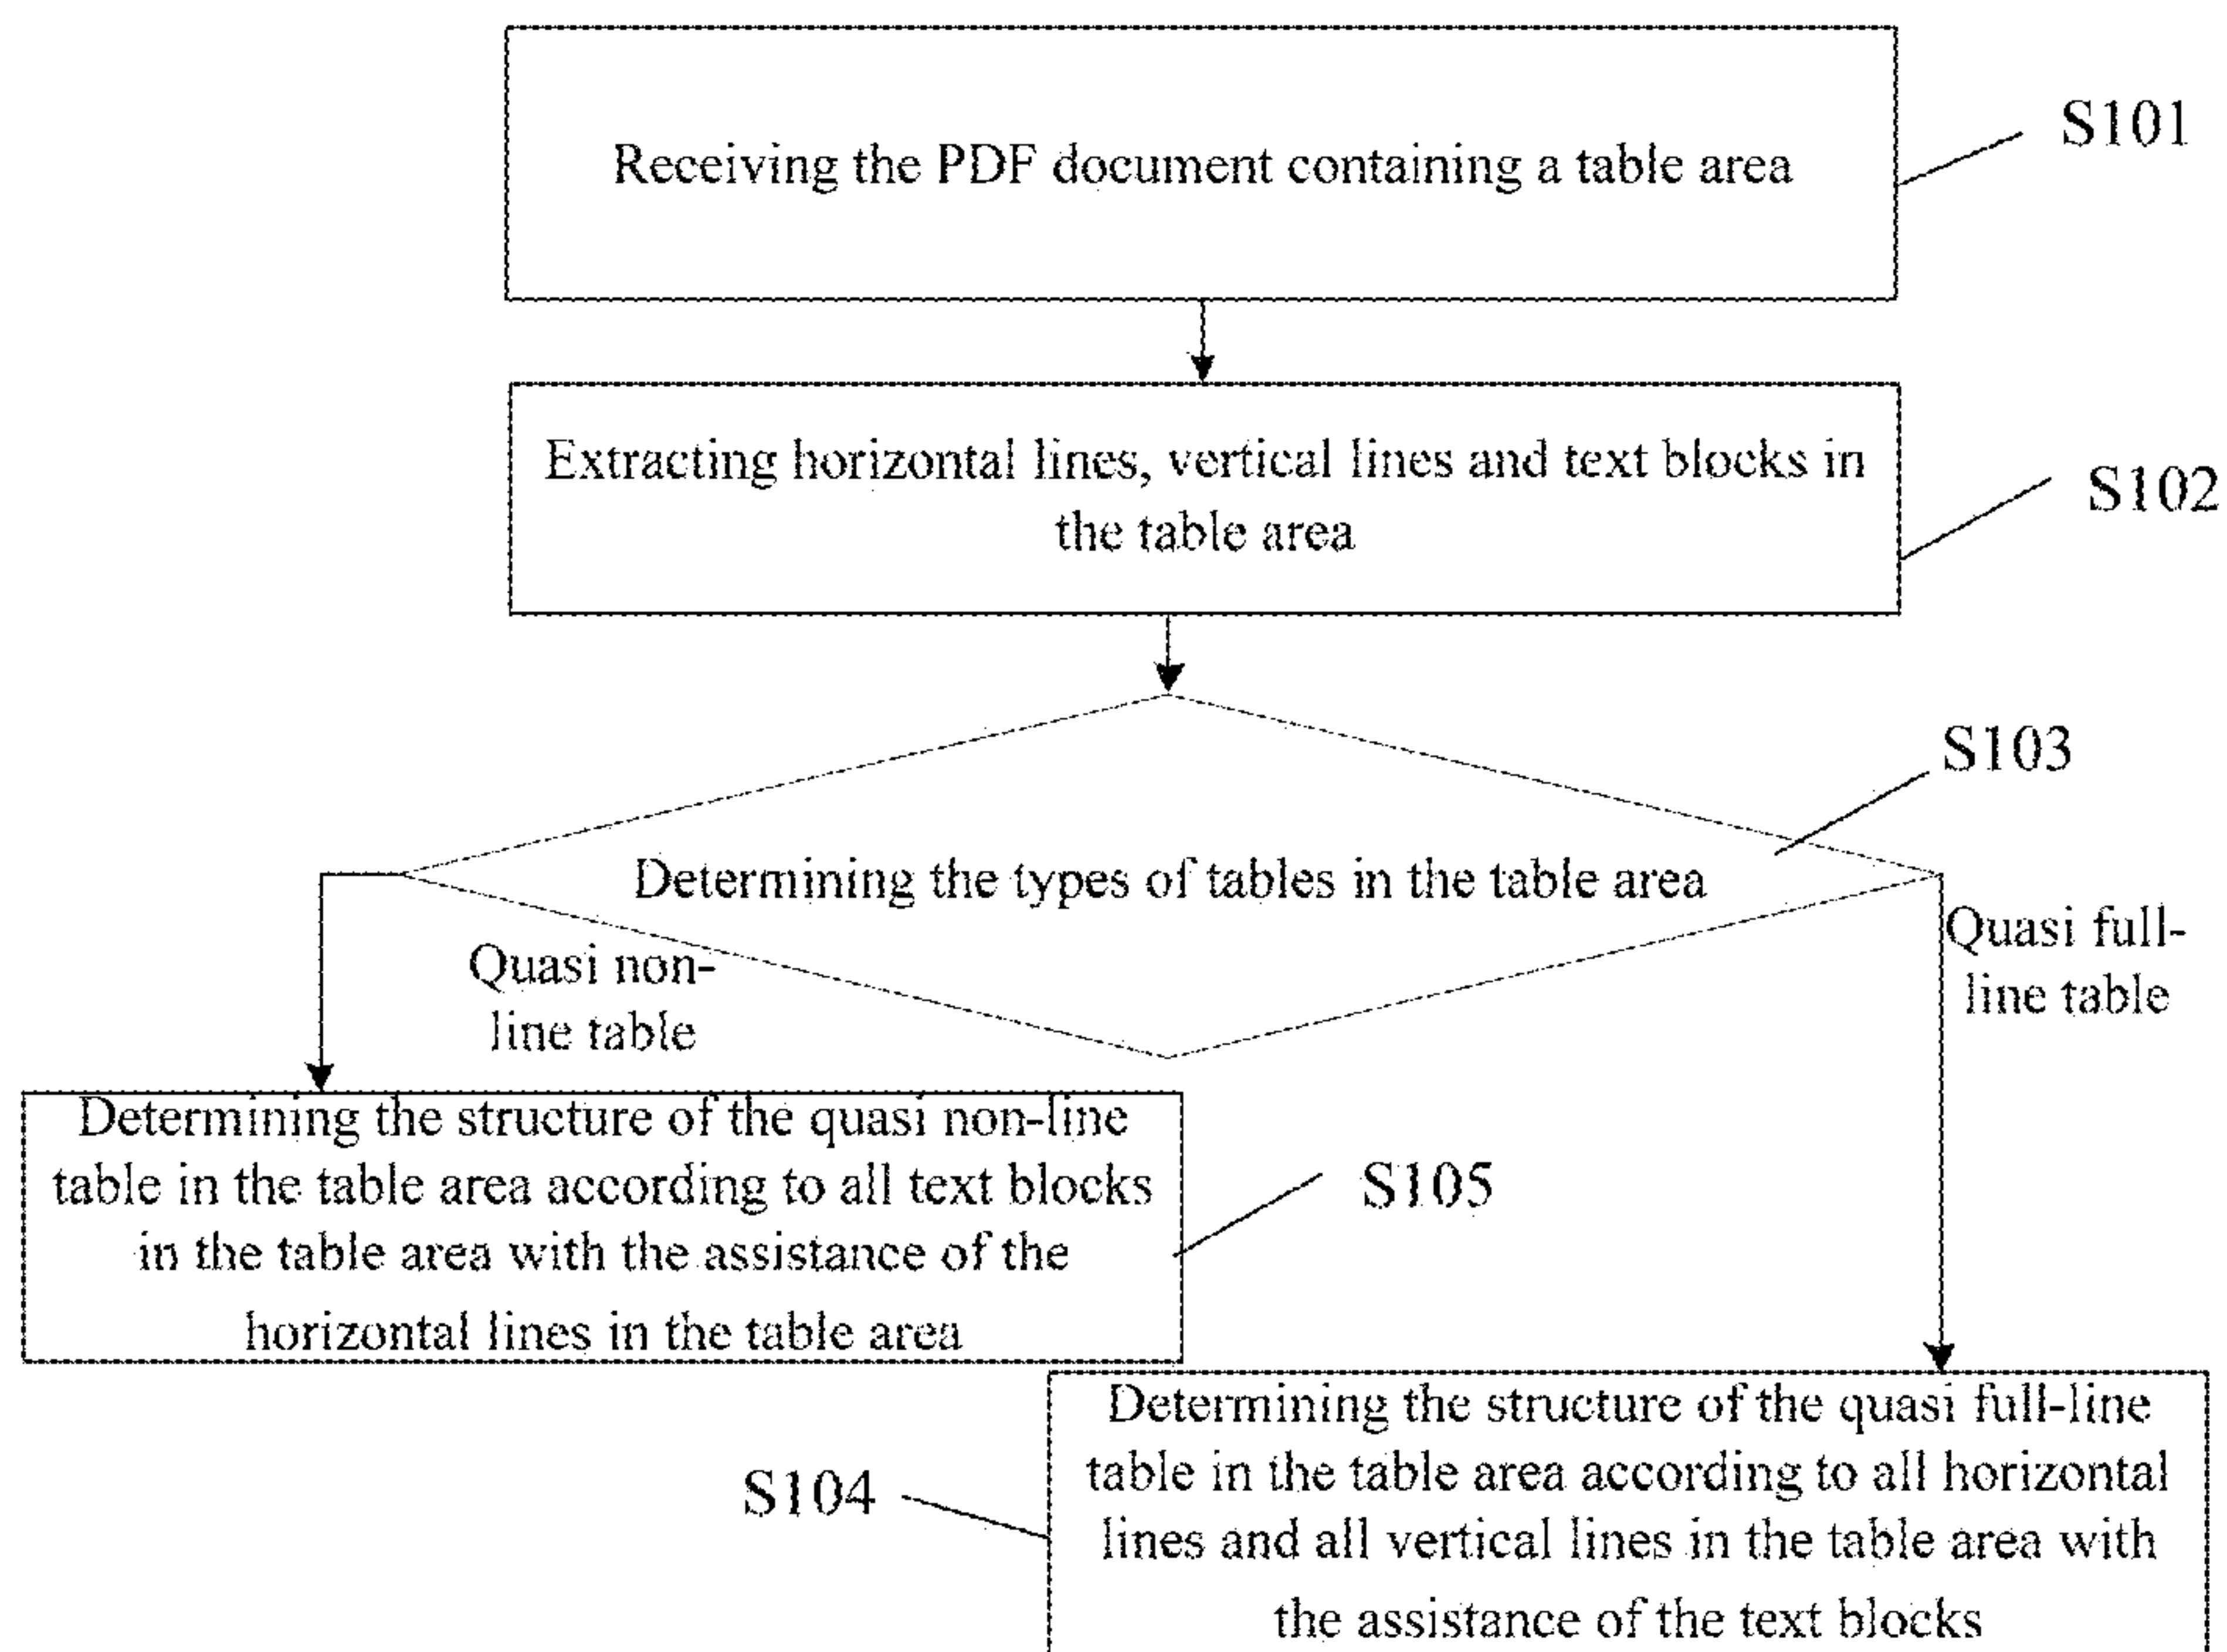 Receiving the PDF document containing a table area
S101
Extracting horizontal lines, vertical lines and text blocks in
the table area
S102
S103
Determining the types of tables in the table area
Quasi non-
line table
Quasi full-
line table
Determining the structure of the quasi non-line
table in the table area according to all text blocks
in the table area with the assistance of the
horizontal lines in the table area
S105
S104
Determining the structure of the quasi full-line
table in the table area according to all horizontal
lines and all vertical lines in the table area with
the assistance of the text blocks